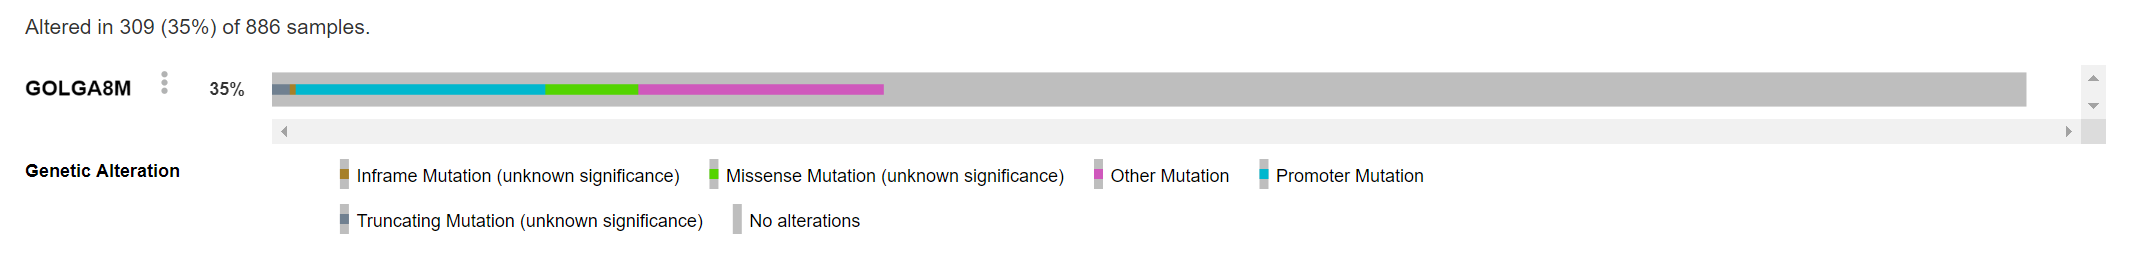 Altered in 309 (35%) of 886 samples.
GOLGA8M 35%
Genetic Alteration Inframe Mutation (unknown significance) Missense Mutation (unknown significance) Other Mutation Promoter Mutation
Truncating Mutation (unknown significance) No alterations